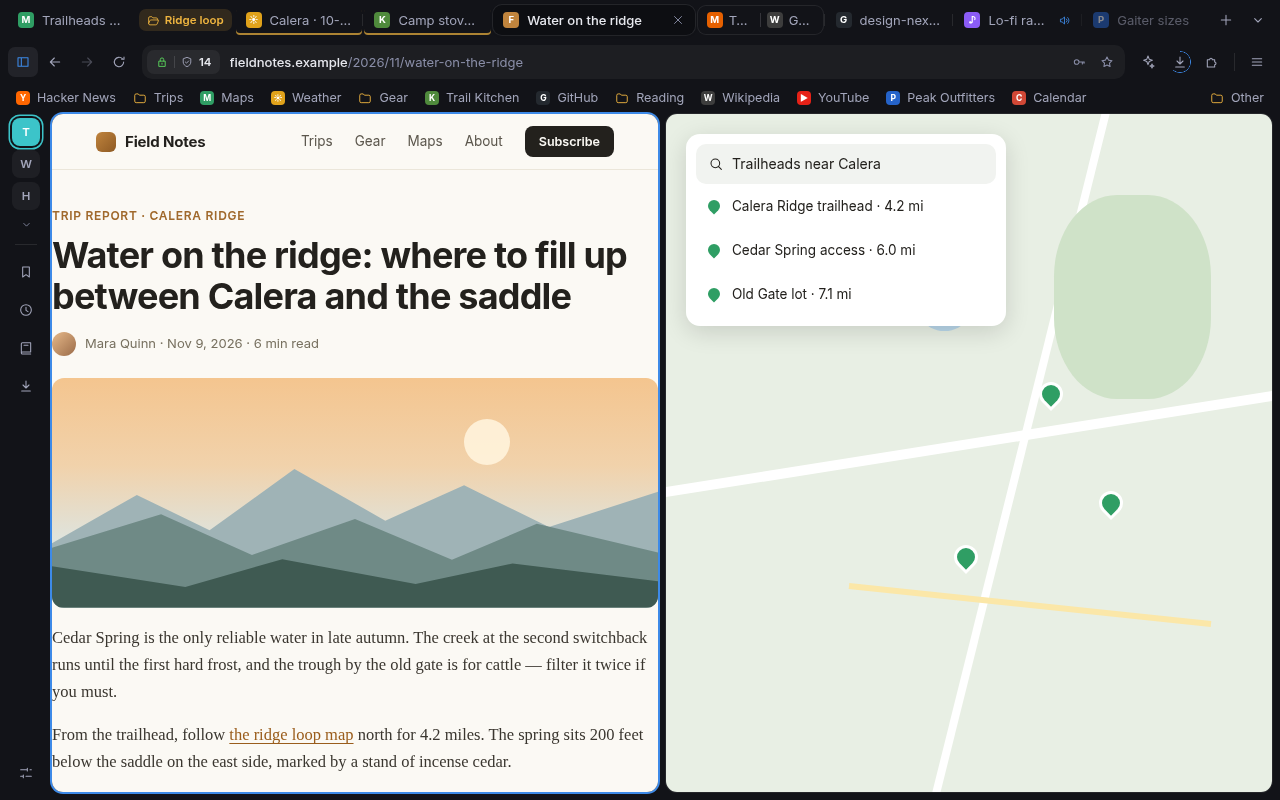 M Trailheads ...
Ridge loop
Calera · 10-...
K Camp stov...
F Water on the ridge
M T...
W G...
G design-nex...
Lo-fi ra...
P Gaiter sizes
14
fieldnotes.example/2026/11/water-on-the-ridge
Y Hacker News
Trips
M Maps
Weather
Gear
K Trail Kitchen
G GitHub
Reading
W Wikipedia
YouTube
P Peak Outfitters
C Calendar
Other
T
W
H
Field Notes
Trips
Gear
Maps
About
Subscribe
TRIP REPORT · CALERA RIDGE
Water on the ridge: where to fill up
between Calera and the saddle
Mara Quinn · Nov 9, 2026 · 6 min read
Cedar Spring is the only reliable water in late autumn. The creek at the second switchback
runs until the first hard frost, and the trough by the old gate is for cattle — filter it twice if
you must.
From the trailhead, follow the ridge loop map north for 4.2 miles. The spring sits 200 feet
below the saddle on the east side, marked by a stand of incense cedar.
Trailheads near Calera
Calera Ridge trailhead · 4.2 mi
Cedar Spring access · 6.0 mi
Old Gate lot · 7.1 mi